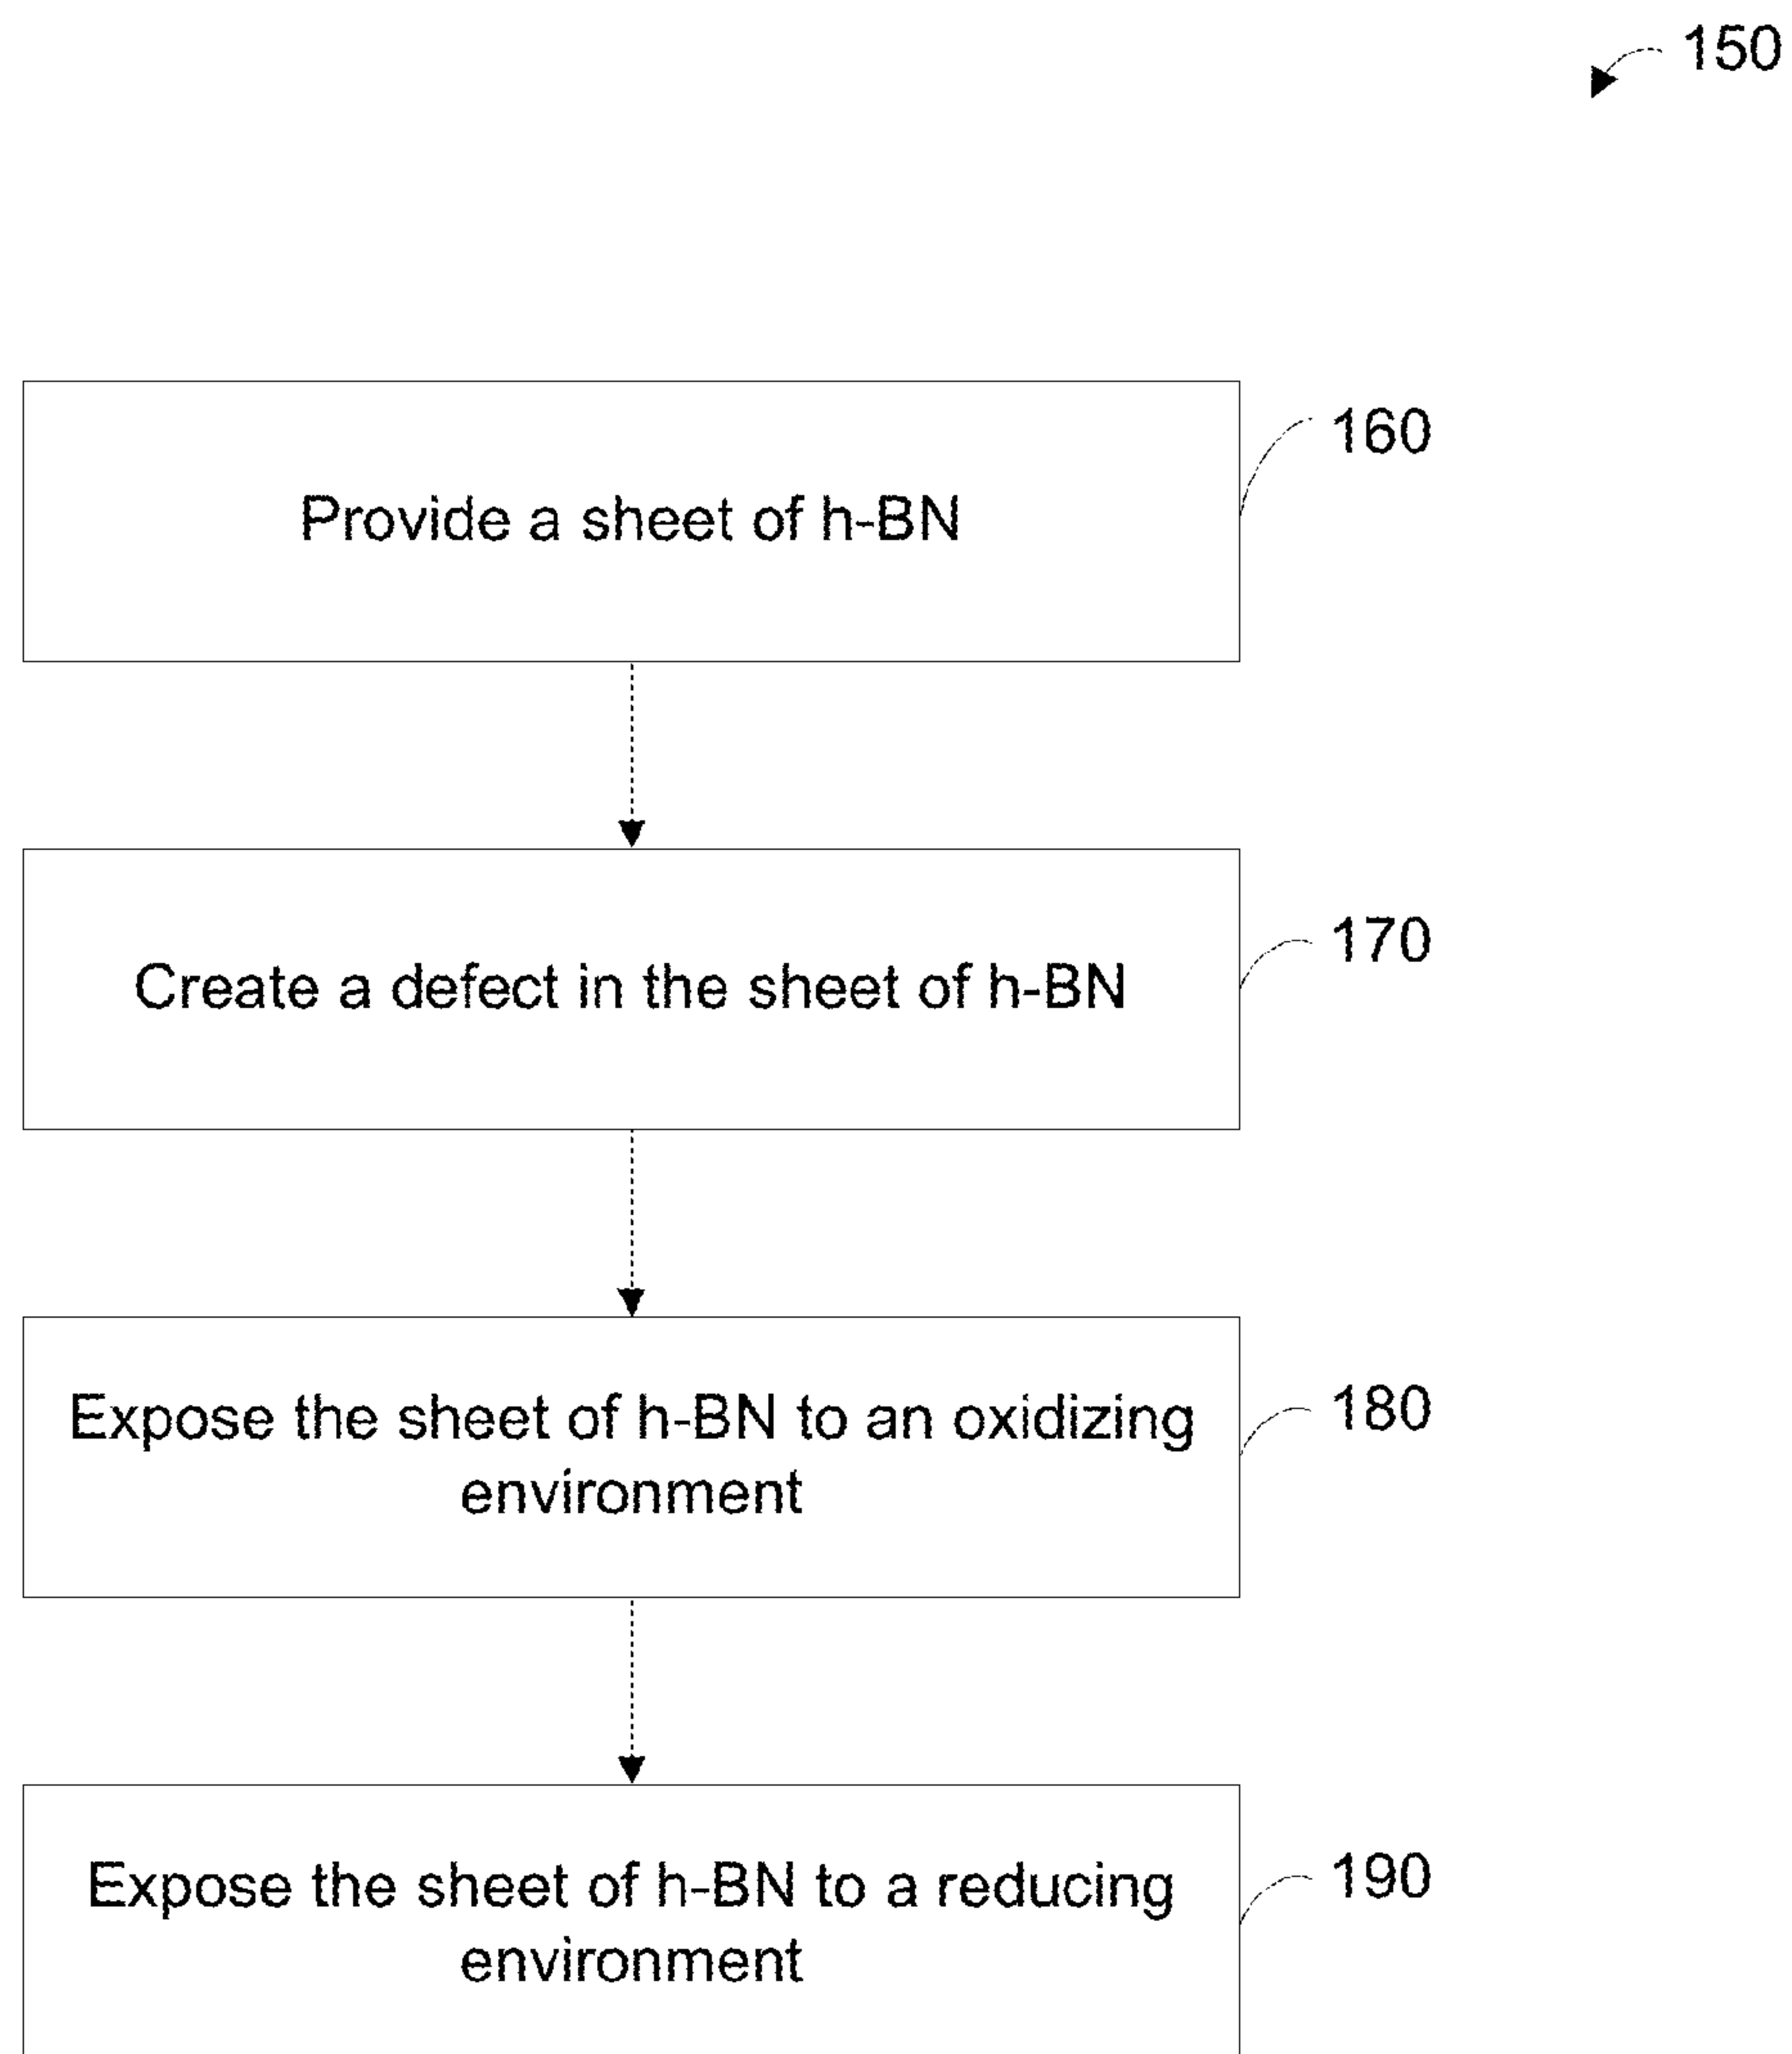 150
Provide a sheet of h-BN
160
Create a defect in the sheet of h-BN
170
Expose the sheet of h-BN to an oxidizing
environment
180
Expose the sheet of h-BN to a reducing
environment
190